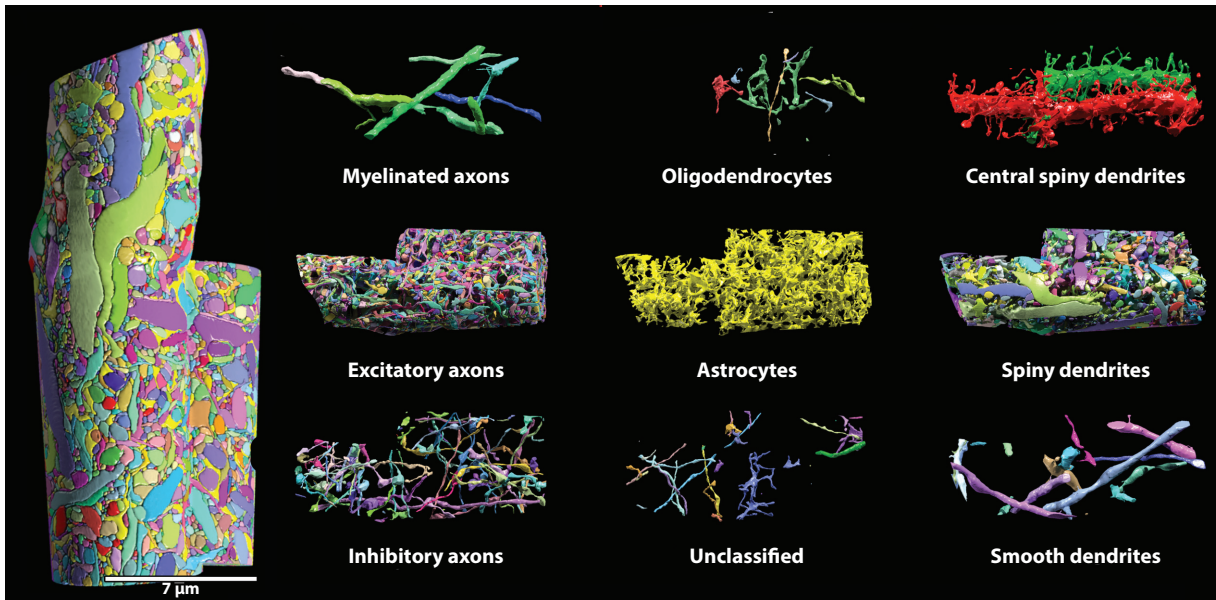 Myelinated axons
Oligodendrocytes
Central spiny dendrites
Excitatory axons
Astrocytes
Spiny dendrites
Inhibitory axons
Unclassified
Smooth dendrites
7 µm